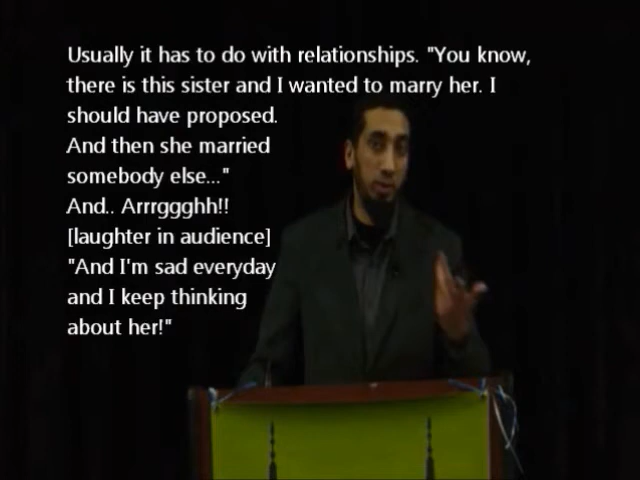 Usually it has to do with relationships. "You know,
there is this sister and I wanted to marry her. I
should have proposed.
And then she married
somebody else..."
And.. Arrrggghh!!
[laughter in audience]
"And I'm sad everyday
and I keep thinking
about her!"